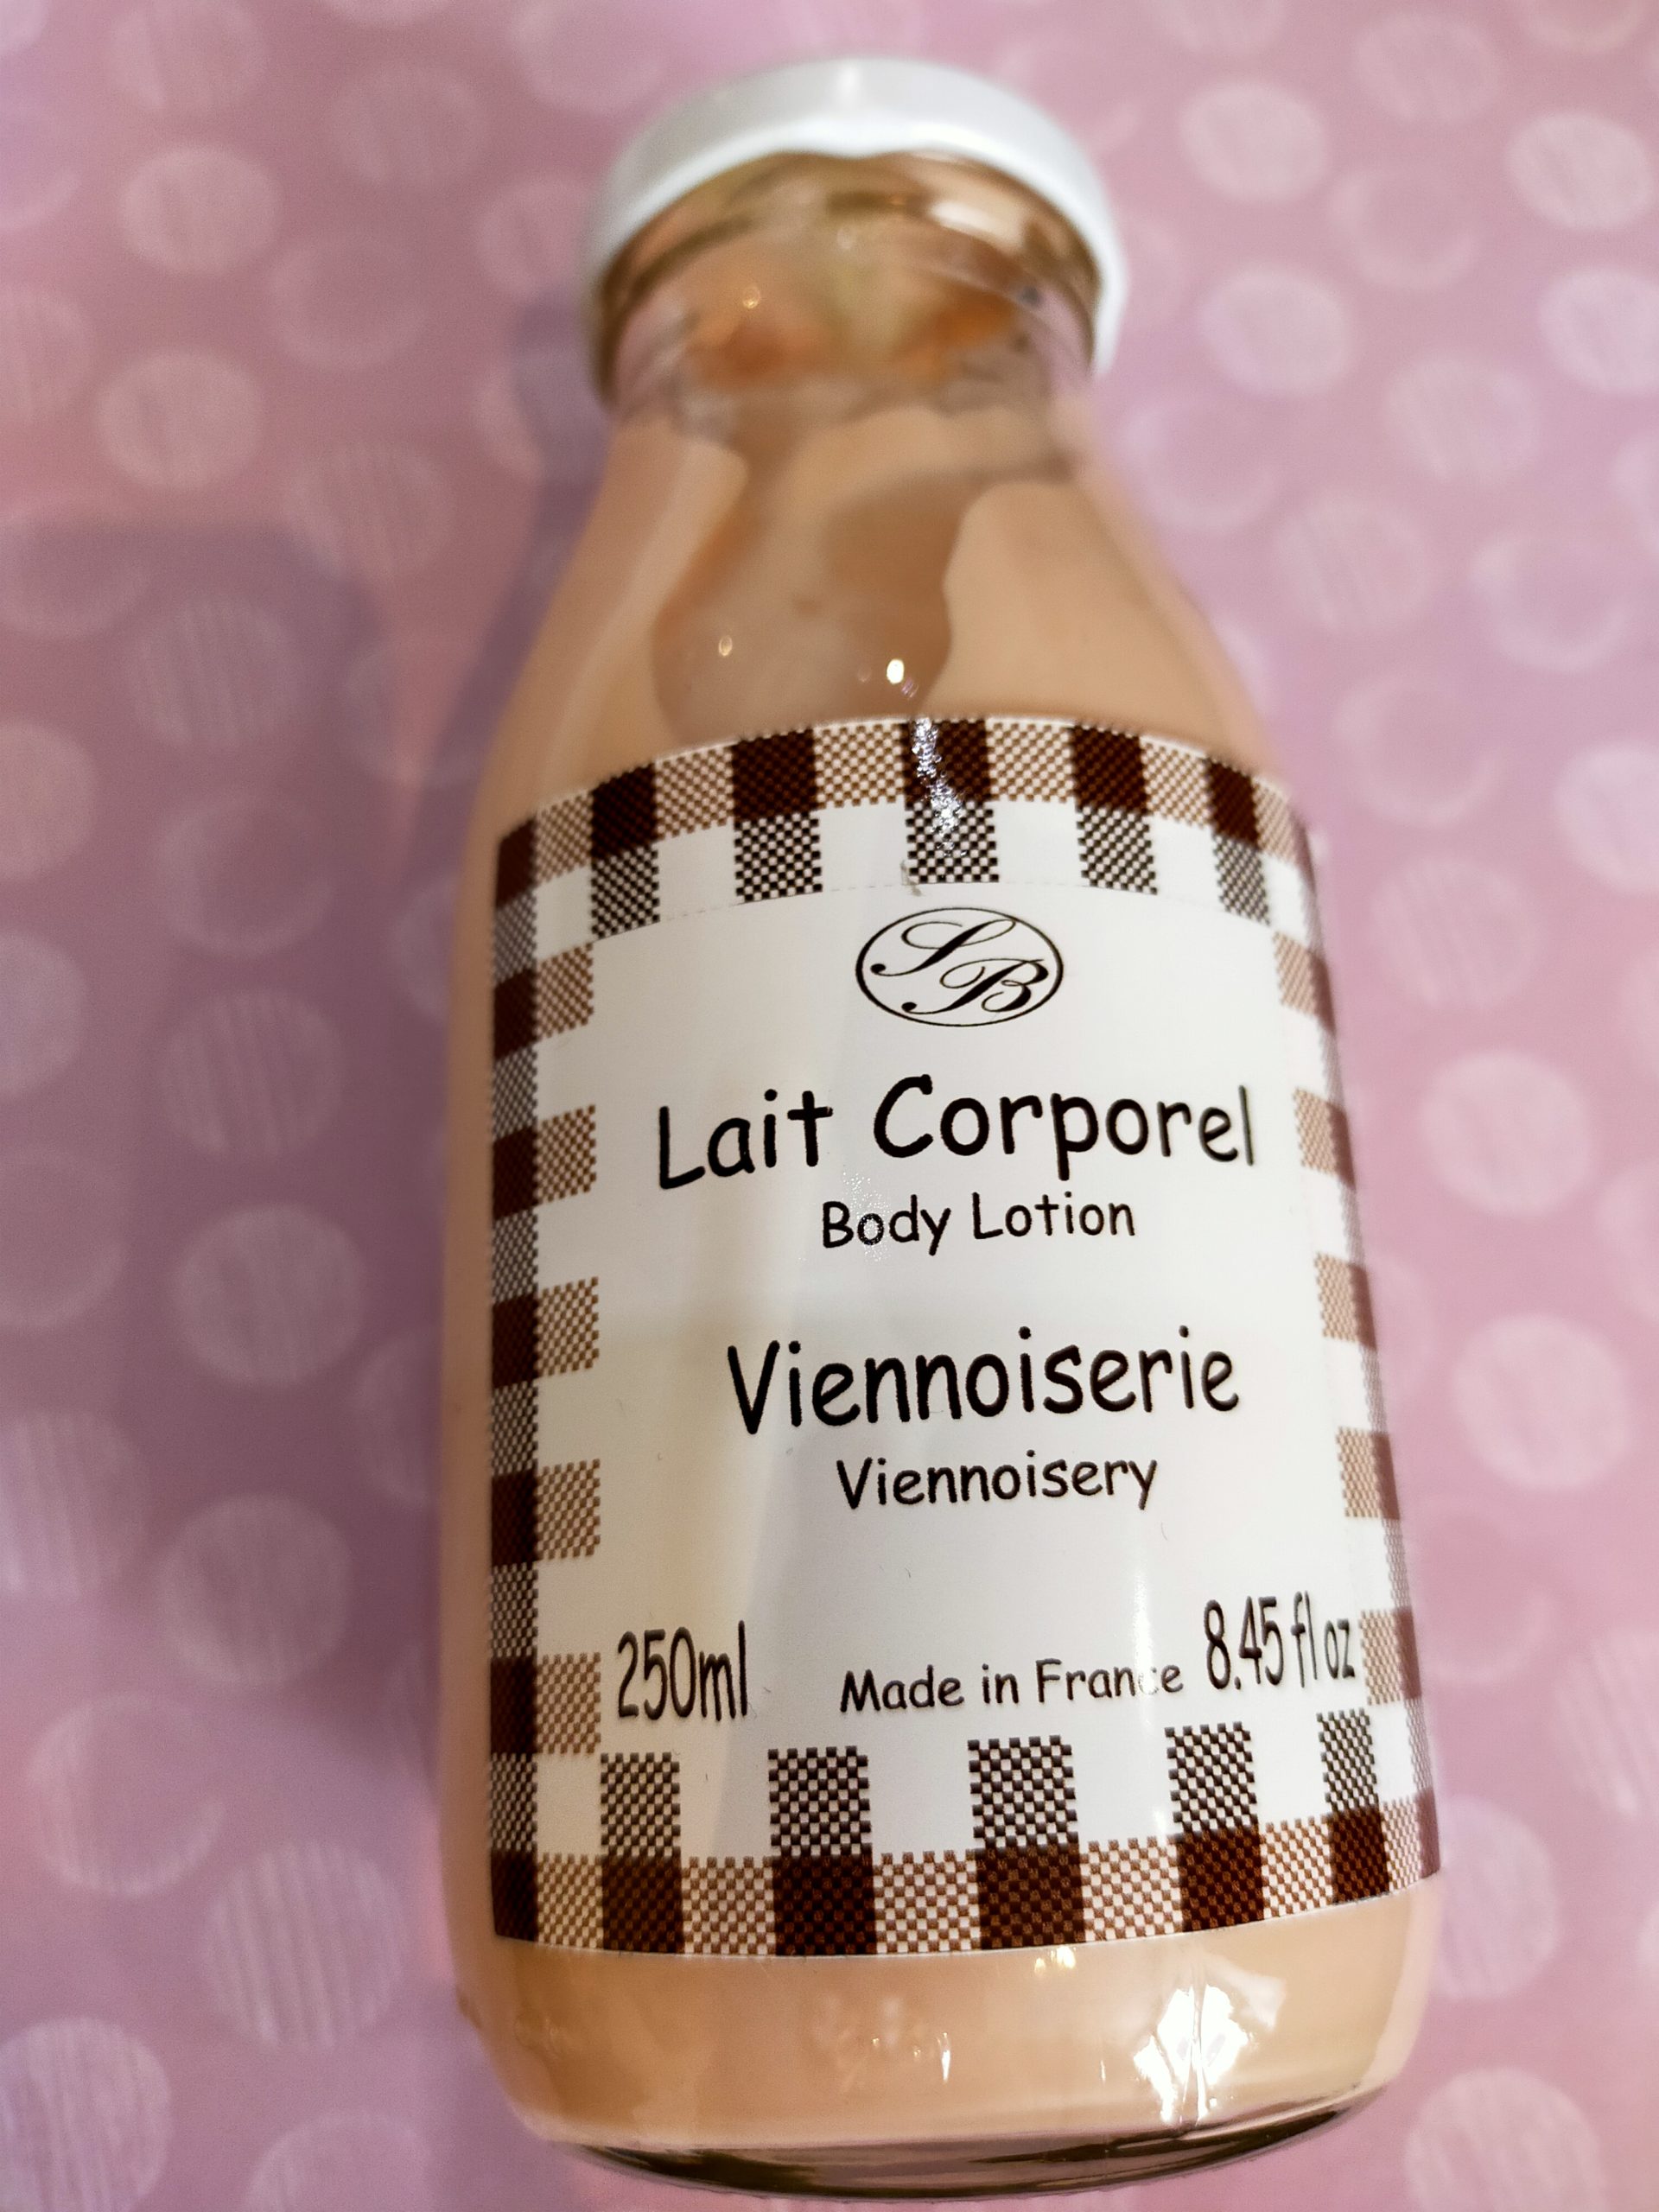 SB
Lait Corporel
Body Lotion
Viennoiserie
Viennoisery
250ml Made in France 8.45 fl oz